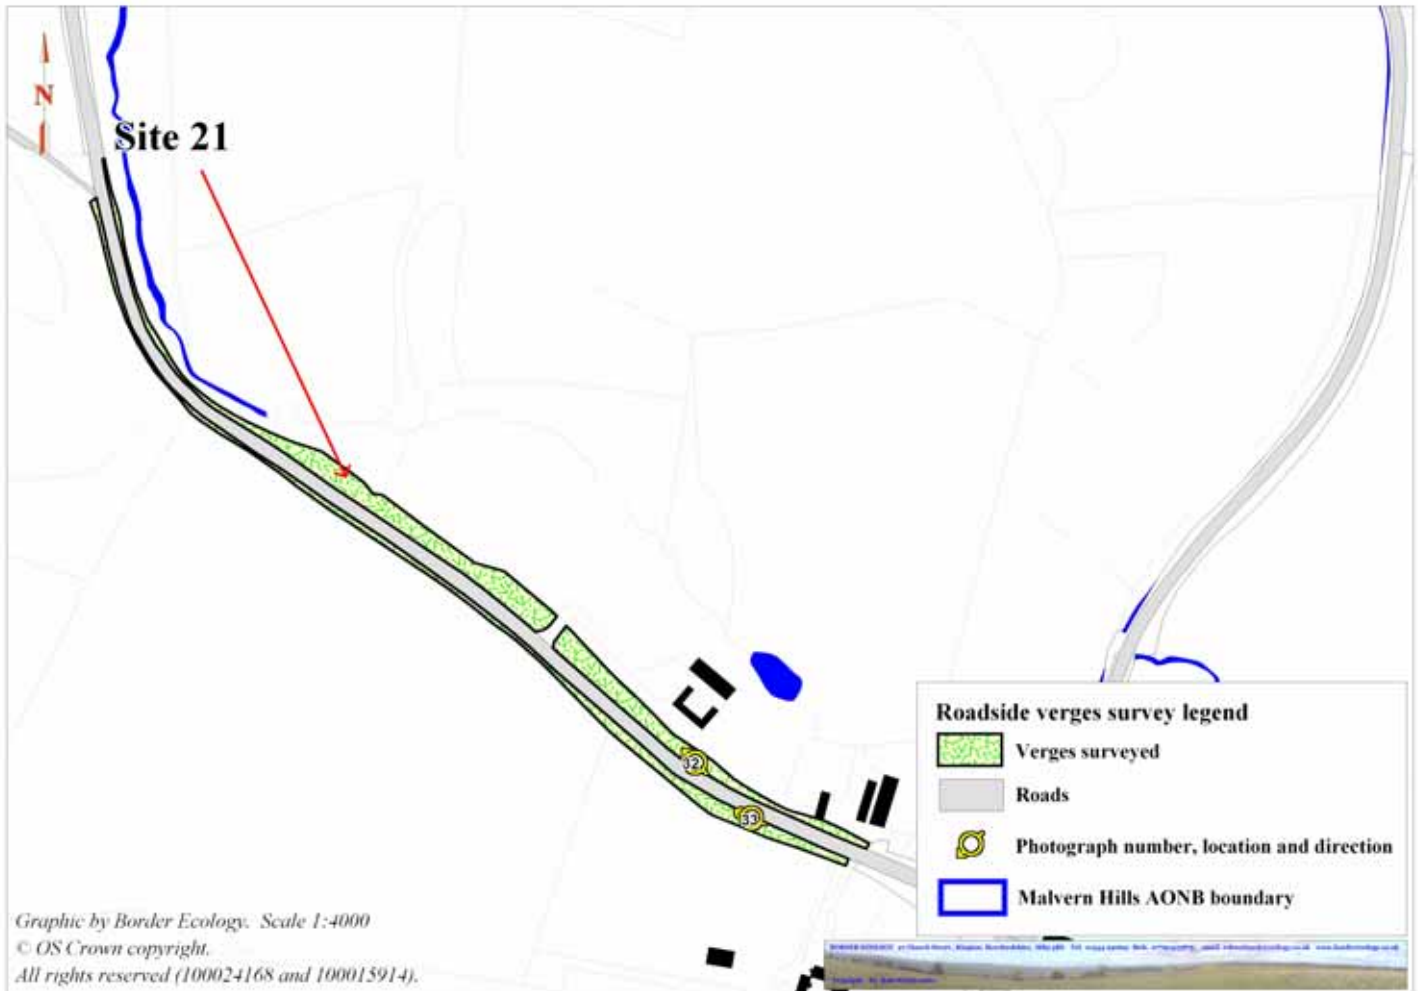 N
Site 21
32
33
Roadside verges survey legend
Verges surveyed
Roads
Photograph number, location and direction
Malvern Hills AONB boundary
Graphic by Border Ecology. Scale 1:4000
© OS Crown copyright.
All rights reserved (100024168 and 100015914).